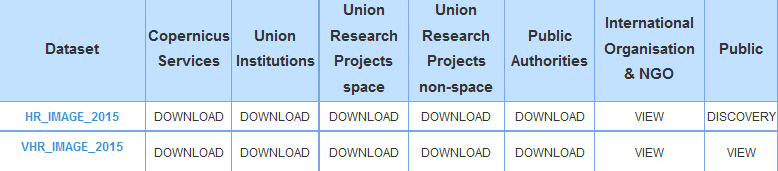 Dataset
Copernicus
Services
Union
Institutions
Union
Research
Projects
space
Union
Research
Projects
non-space
Public
Authorities
International
Organisation
& NGO
Public
HR_IMAGE_2015 DOWNLOAD DOWNLOAD DOWNLOAD DOWNLOAD DOWNLOAD VIEW DISCOVERY
VHR_IMAGE_2015 DOWNLOAD DOWNLOAD DOWNLOAD DOWNLOAD DOWNLOAD VIEW VIEW